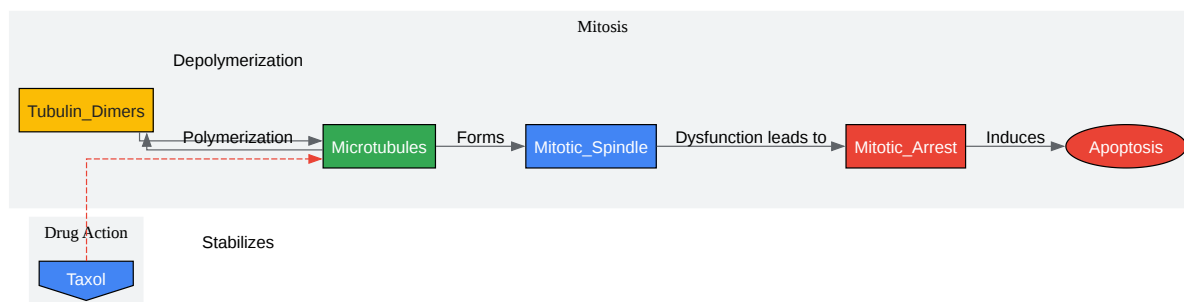 Mitosis
Depolymerization
Tubulin_Dimers
Polymerization
Microtubules
Forms
Mitotic_Spindle
Dysfunction leads to
Mitotic_Arrest
Induces
Apoptosis
Drug Action
Stabilizes
Taxol